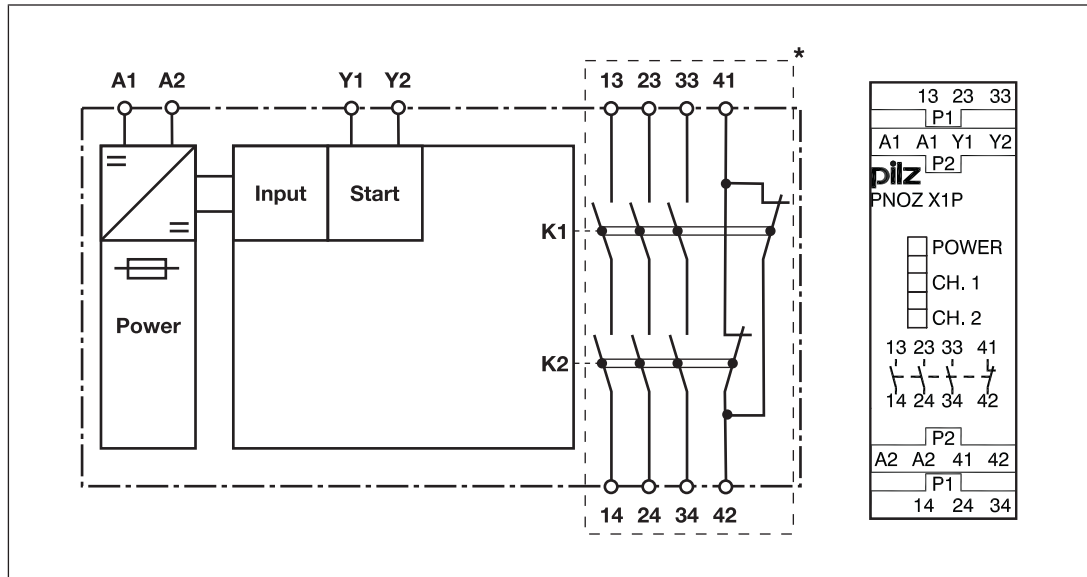 *
A1 A2 Y1 Y2 13 23 33 41
Input Start
K1
Power
K2
14 24 34 42
13 23 33
P1
A1 A1 Y1 Y2
P2
pilz
PNOZ X1P
POWER
CH. 1
CH. 2
13 23 33 41
14 24 34 42
P2
A2 A2 41 42
P1
14 24 34